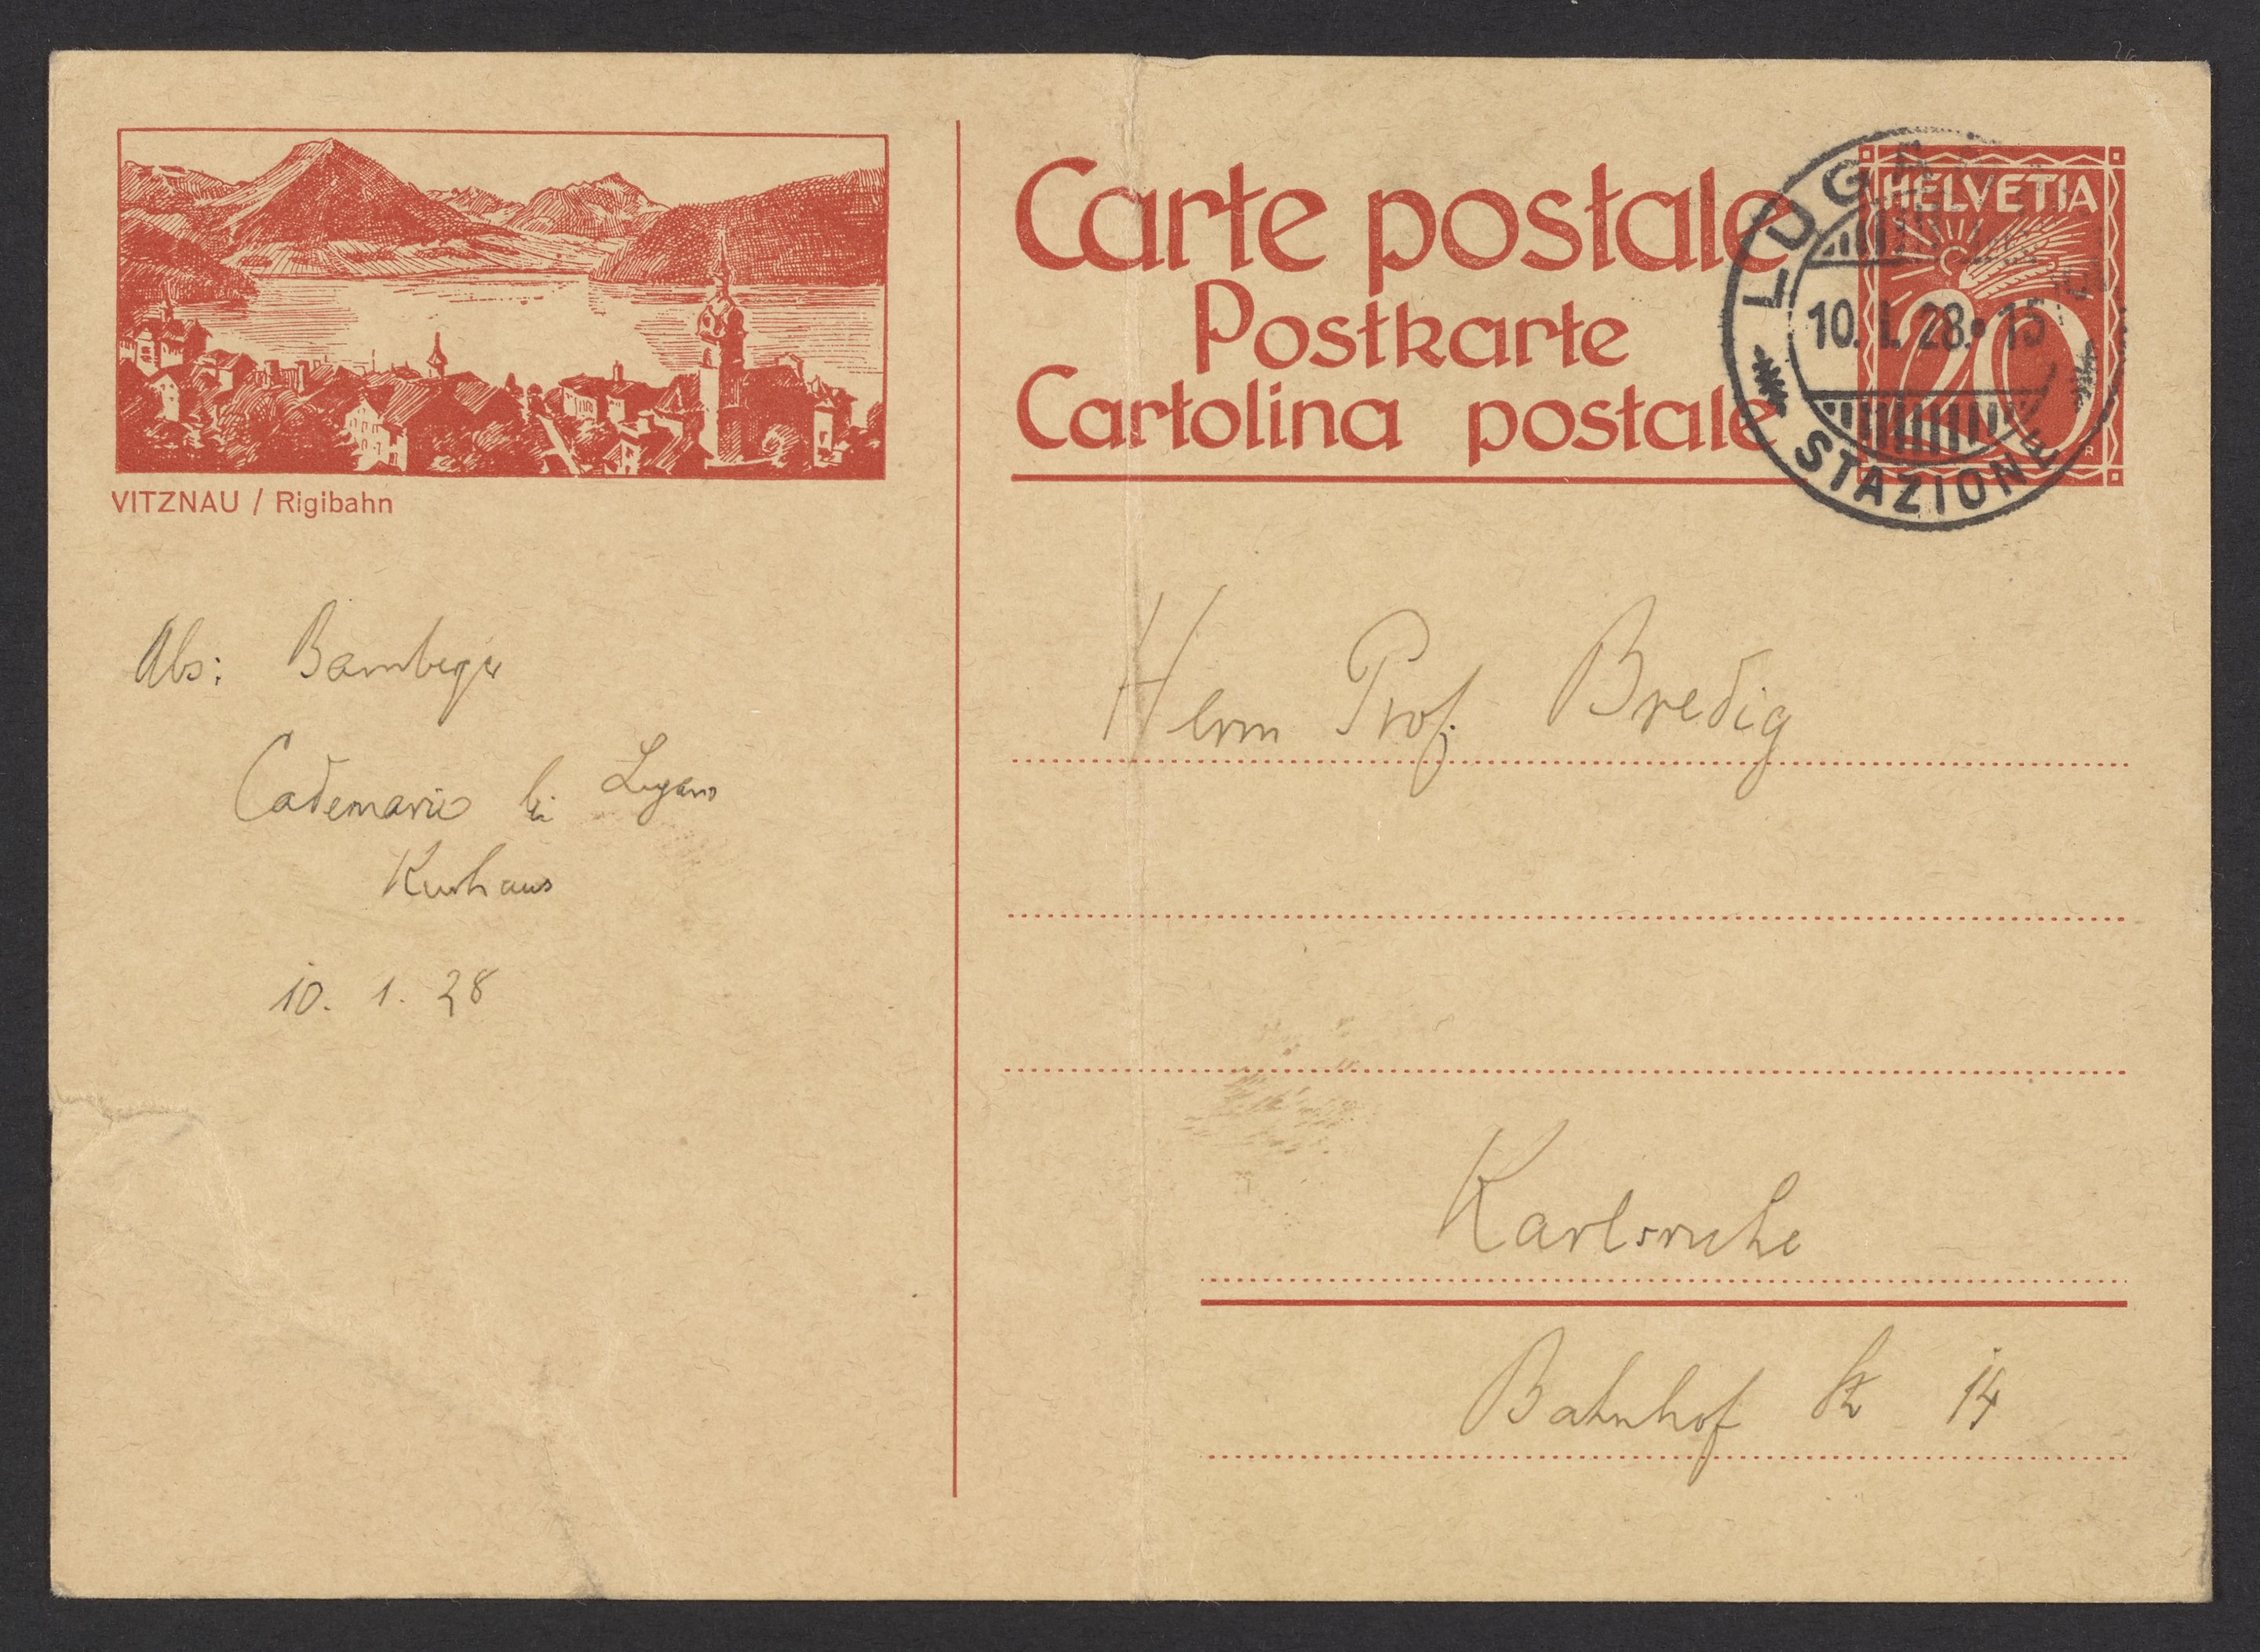 VITZNAU / Rigibahn
Abs: Bamberger
Cademario bei Lugano
Kurhaus
10. 1. 28
Carte postale
Postkarte
Cartolina postale
HELVETIA
20
LUGANO
10. I. 28. 15
STAZIONE
Herrn Prof. Bredig
Karlsruhe
Bahnhof Str 14